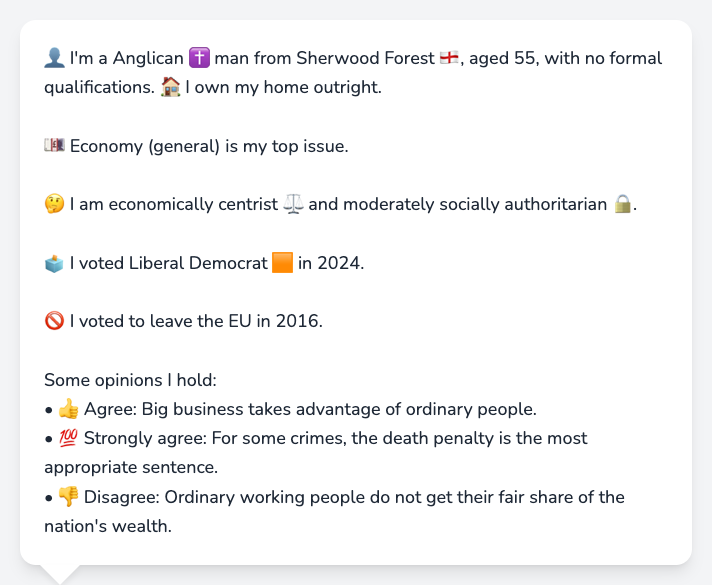 👤 I'm a Anglican ✝️ man from Sherwood Forest 🏴󠁧󠁢󠁥󠁮󠁧󠁿, aged 55, with no formal
qualifications. 🏠 I own my home outright.
💷 Economy (general) is my top issue.
🤔 I am economically centrist ⚖️ and moderately socially authoritarian 🔒.
🗳️ I voted Liberal Democrat 🟧 in 2024.
🚫 I voted to leave the EU in 2016.
Some opinions I hold:
• 👍 Agree: Big business takes advantage of ordinary people.
• 💯 Strongly agree: For some crimes, the death penalty is the most
appropriate sentence.
• 👎 Disagree: Ordinary working people do not get their fair share of the
nation's wealth.